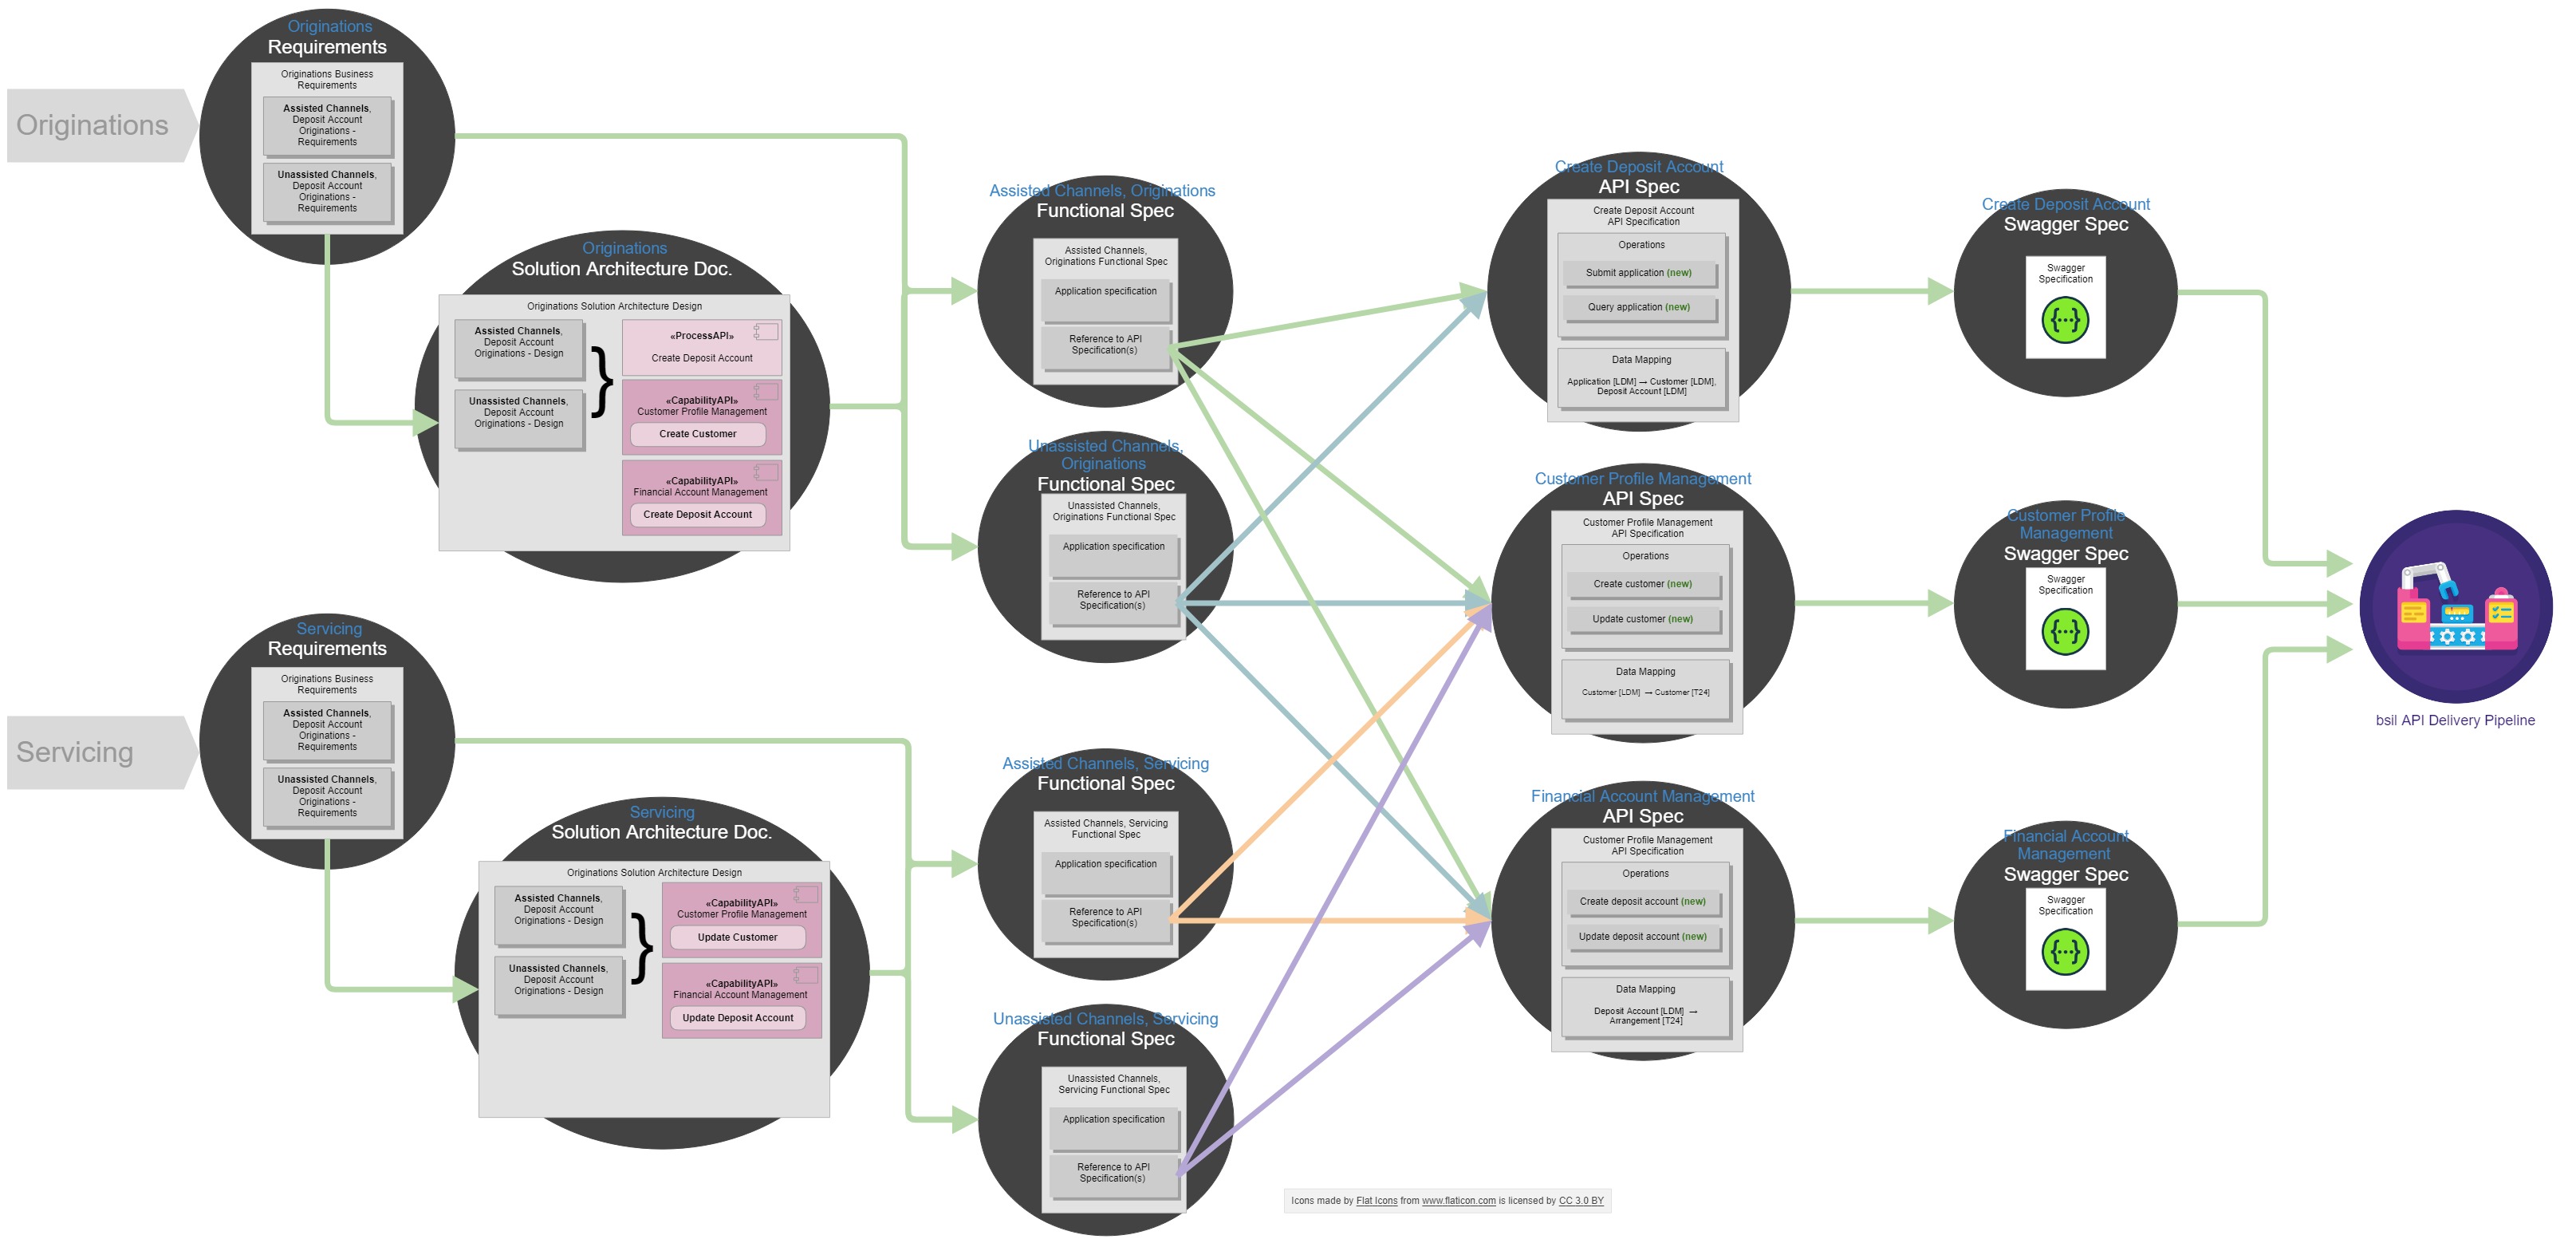 Originations
Originations
Requirements
Originations Business
Requirements
Assisted Channels,
Deposit Account
Originations -
Requirements
Unassisted Channels,
Deposit Account
Originations -
Requirements
Originations
Solution Architecture Doc.
Originations Solution Architecture Design
Assisted Channels,
Deposit Account
Originations - Design
Unassisted Channels,
Deposit Account
Originations - Design
}
«ProcessAPI»
Create Deposit Account
«CapabilityAPI»
Customer Profile Management
Create Customer
«CapabilityAPI»
Financial Account Management
Create Deposit Account
Servicing
Servicing
Requirements
Originations Business
Requirements
Assisted Channels,
Deposit Account
Originations -
Requirements
Unassisted Channels,
Deposit Account
Originations -
Requirements
Servicing
Solution Architecture Doc.
Originations Solution Architecture Design
Assisted Channels,
Deposit Account
Originations - Design
Unassisted Channels,
Deposit Account
Originations - Design
}
«CapabilityAPI»
Customer Profile Management
Update Customer
«CapabilityAPI»
Financial Account Management
Update Deposit Account
Assisted Channels, Originations
Functional Spec
Assisted Channels,
Originations Functional Spec
Application specification
Reference to API
Specification(s)
Unassisted Channels,
Originations
Functional Spec
Unassisted Channels,
Originations Functional Spec
Application specification
Reference to API
Specification(s)
Assisted Channels, Servicing
Functional Spec
Assisted Channels, Servicing
Functional Spec
Application specification
Reference to API
Specification(s)
Unassisted Channels, Servicing
Functional Spec
Unassisted Channels,
Servicing Functional Spec
Application specification
Reference to API
Specification(s)
Create Deposit Account
API Spec
Create Deposit Account
API Specification
Operations
Submit application (new)
Query application (new)
Data Mapping
Application [LDM] → Customer [LDM],
Deposit Account [LDM]
Customer Profile Management
API Spec
Customer Profile Management
API Specification
Operations
Create customer (new)
Update customer (new)
Data Mapping
Customer [LDM] → Customer [T24]
Financial Account Management
API Spec
Customer Profile Management
API Specification
Operations
Create deposit account (new)
Update deposit account (new)
Data Mapping
Deposit Account [LDM] →
Arrangement [T24]
Create Deposit Account
Swagger Spec
Swagger
Specification
{···}
Customer Profile
Management
Swagger Spec
Swagger
Specification
{···}
Financial Account
Management
Swagger Spec
Swagger
Specification
{···}
bsil API Delivery Pipeline
Icons made by Flat Icons from www.flaticon.com is licensed by CC 3.0 BY